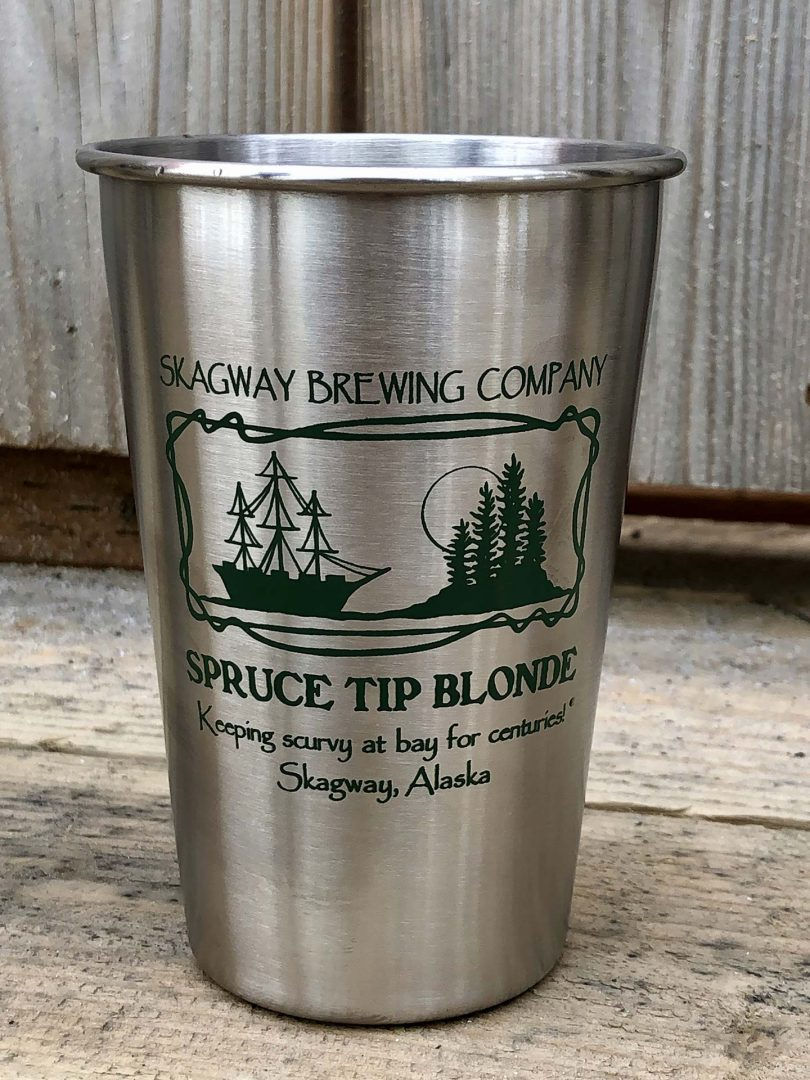 SKAGWAY BREWING COMPANY
SPRUCE TIP BLONDE
Keeping scurvy at bay for centuries!
Skagway, Alaska